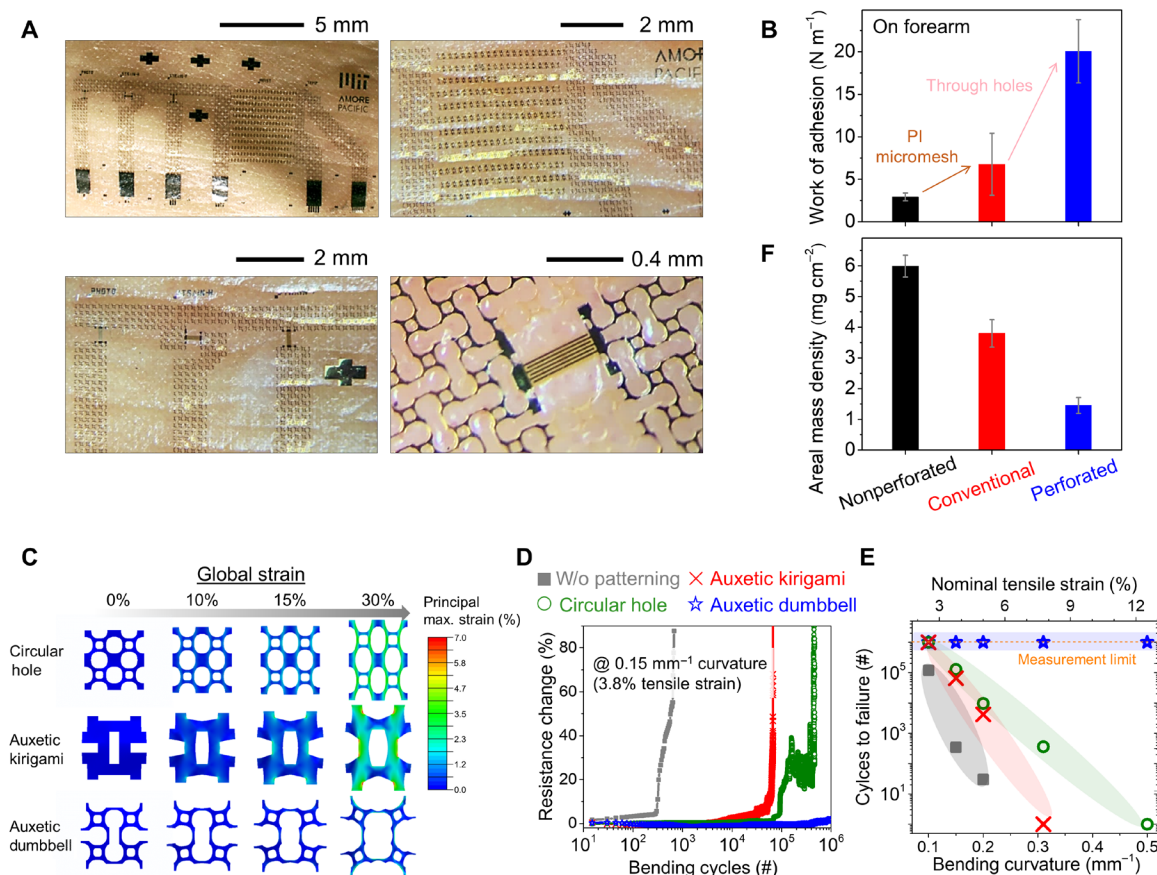 A
5 mm
2 mm
MiT
AMORE
PACIFIC
AMO
PACIFIC
2 mm
0.4 mm
PHOTO
B
On forearm
Work of adhesion (N m⁻¹)
20
15
10
5
0
PI
micromesh
Through holes
F
Areal mass density (mg cm⁻²)
6
5
4
3
2
1
0
Nonperforated
Conventional
Perforated
C
Global strain
0% 10% 15% 30%
Principal
max. strain (%)
7.0
5.8
4.7
3.5
2.3
1.2
0.0
Circular
hole
Auxetic
kirigami
Auxetic
dumbbell
D
W/o patterning
Auxetic kirigami
Circular hole
Auxetic dumbbell
Resistance change (%)
80
60
40
20
0
@ 0.15 mm⁻¹ curvature
(3.8% tensile strain)
10¹ 10² 10³ 10⁴ 10⁵ 10⁶
Bending cycles (#)
E
Nominal tensile strain (%)
3 6 9 12
Measurement limit
Cylces to failure (#)
10⁵
10³
10¹
0.1 0.2 0.3 0.4 0.5
Bending curvature (mm⁻¹)